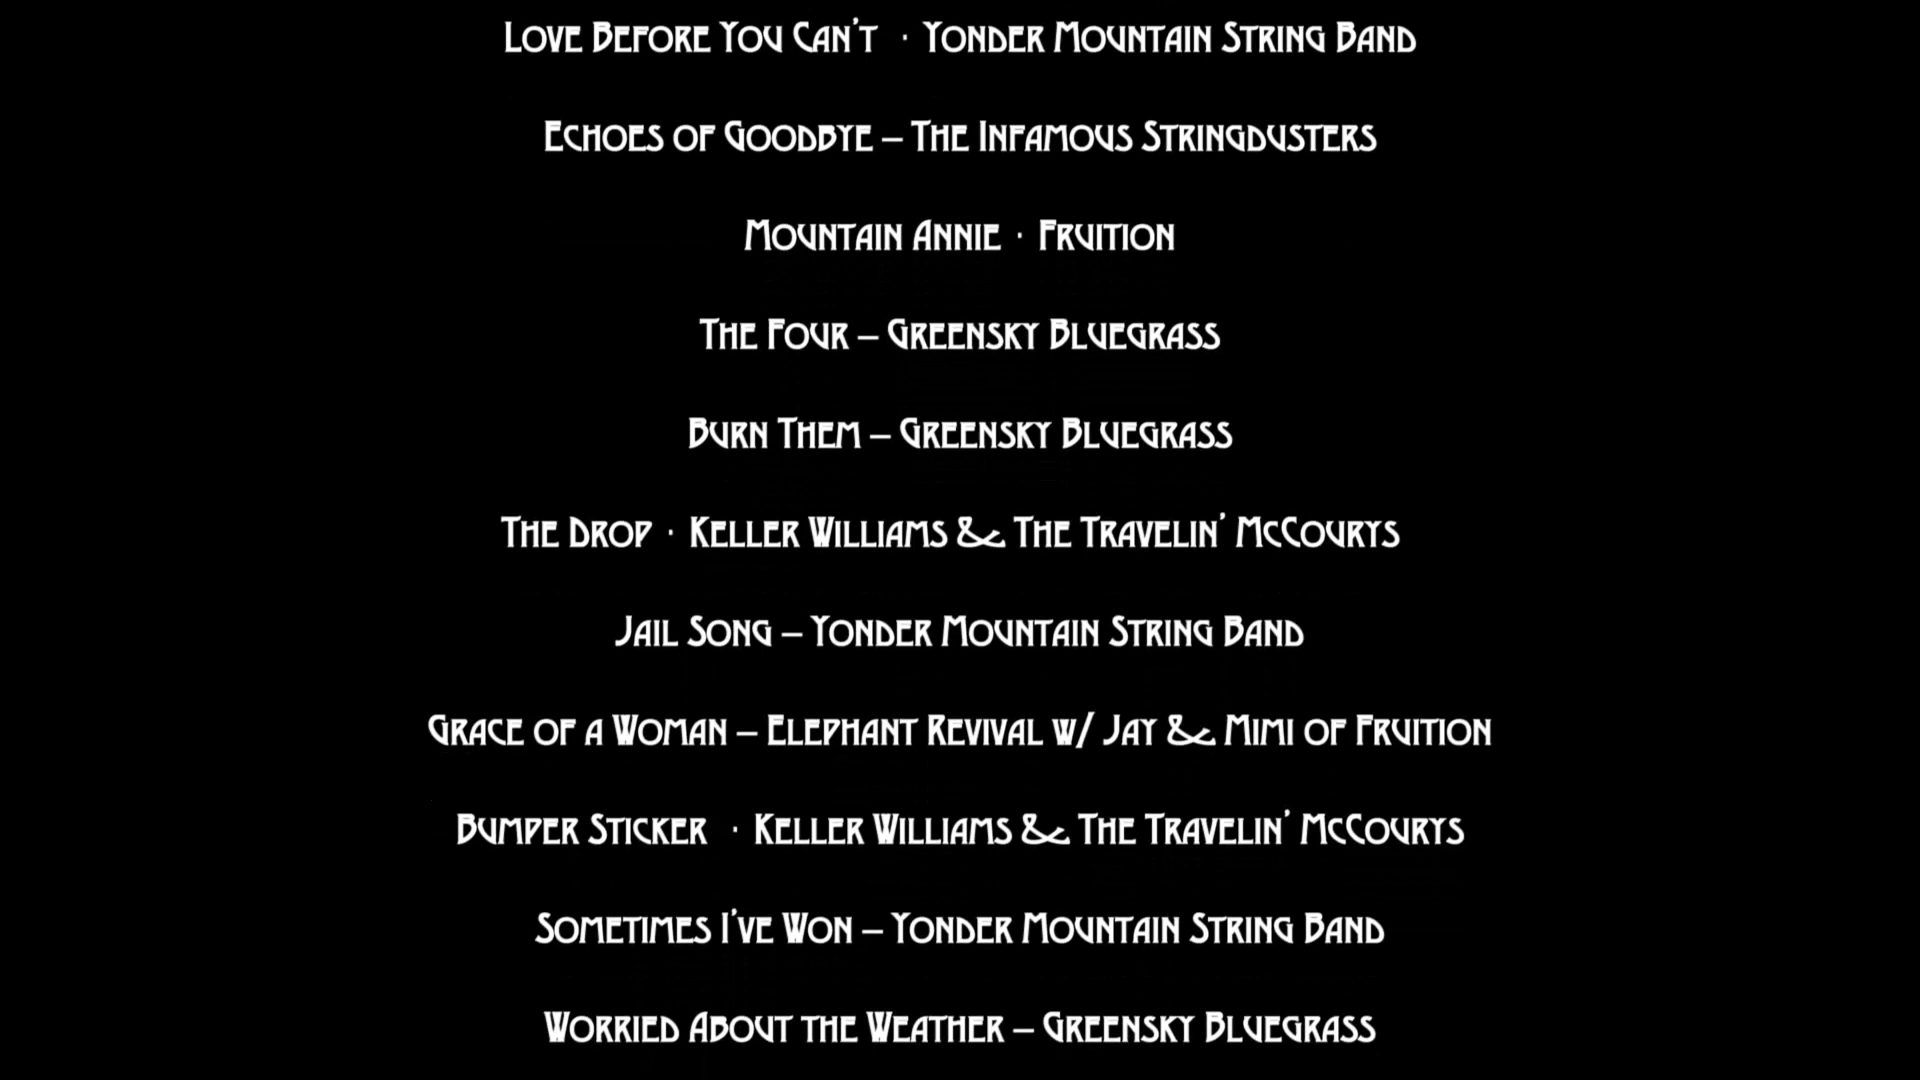 Love Before You Can't · Yonder Mountain String Band
Echoes of Goodbye – The Infamous Stringdusters
Mountain Annie · Fruition
The Four – Greensky Bluegrass
Burn Them – Greensky Bluegrass
The Drop · Keller Williams & The Travelin' McCourys
Jail Song – Yonder Mountain String Band
Grace of a Woman – Elephant Revival w/ Jay & Mimi of Fruition
Bumper Sticker · Keller Williams & The Travelin' McCourys
Sometimes I've Won – Yonder Mountain String Band
Worried About the Weather – Greensky Bluegrass